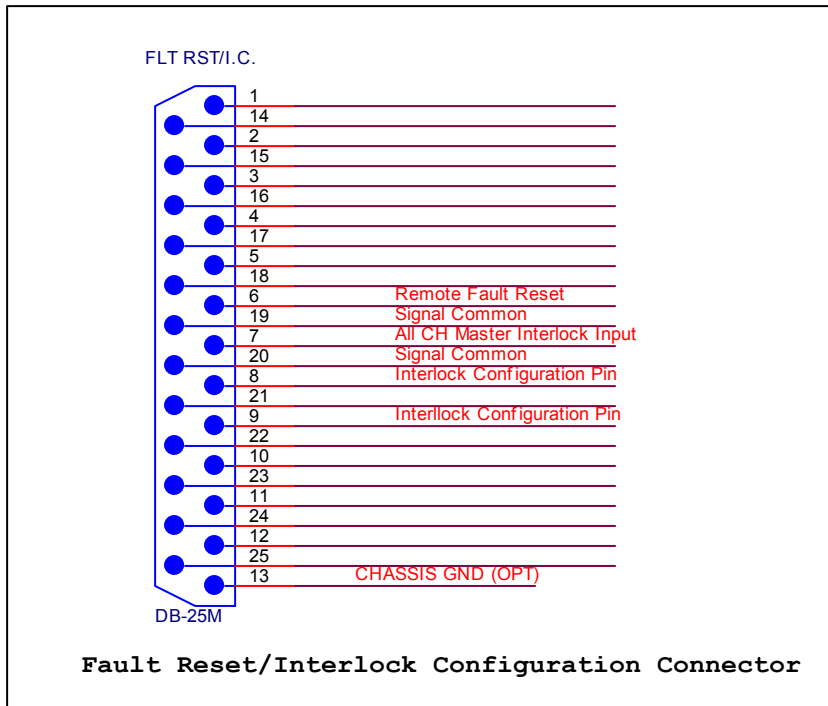 FLT RST/I.C.
1
14
2
15
3
16
4
17
5
18
6 Remote Fault Reset
19 Signal Common
7 All CH Master Interlock Input
20 Signal Common
8 Interlock Configuration Pin
21
9 Interllock Configuration Pin
22
10
23
11
24
12
25
13 CHASSIS GND (OPT)
DB-25M
Fault Reset/Interlock Configuration Connector